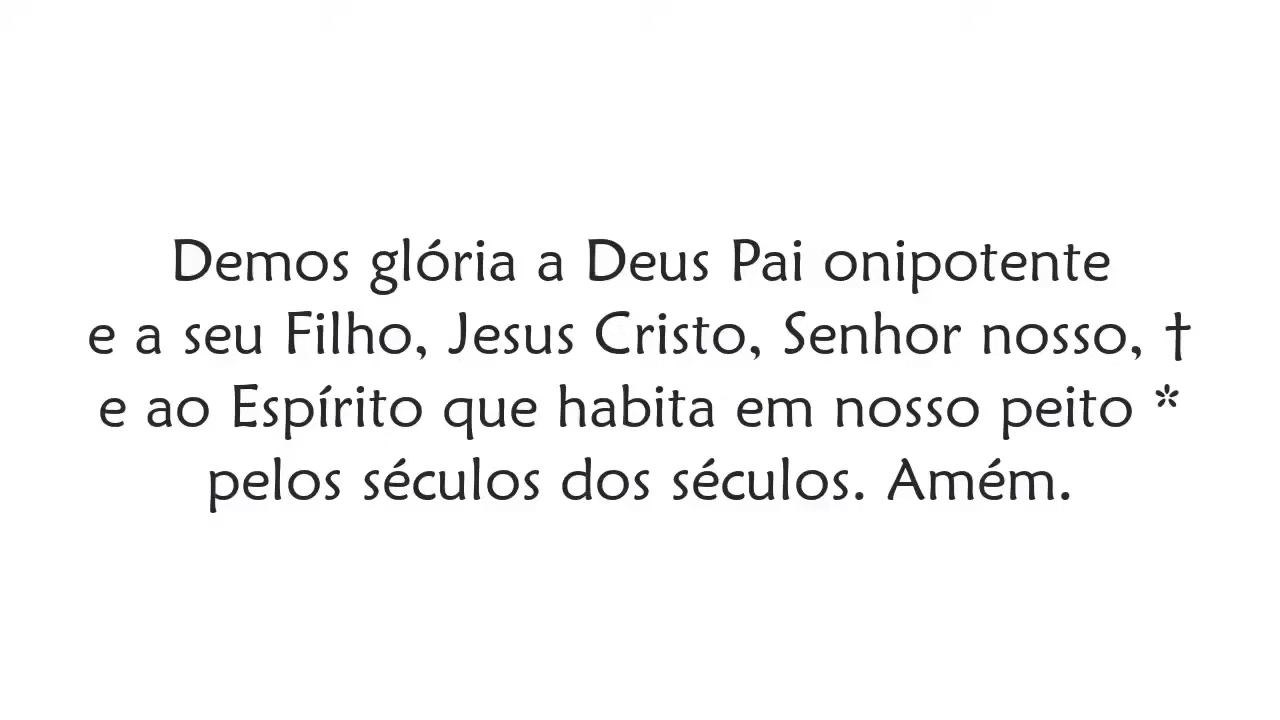 Demos glória a Deus Pai onipotente
e a seu Filho, Jesus Cristo, Senhor nosso, †
e ao Espírito que habita em nosso peito *
pelos séculos dos séculos. Amém.